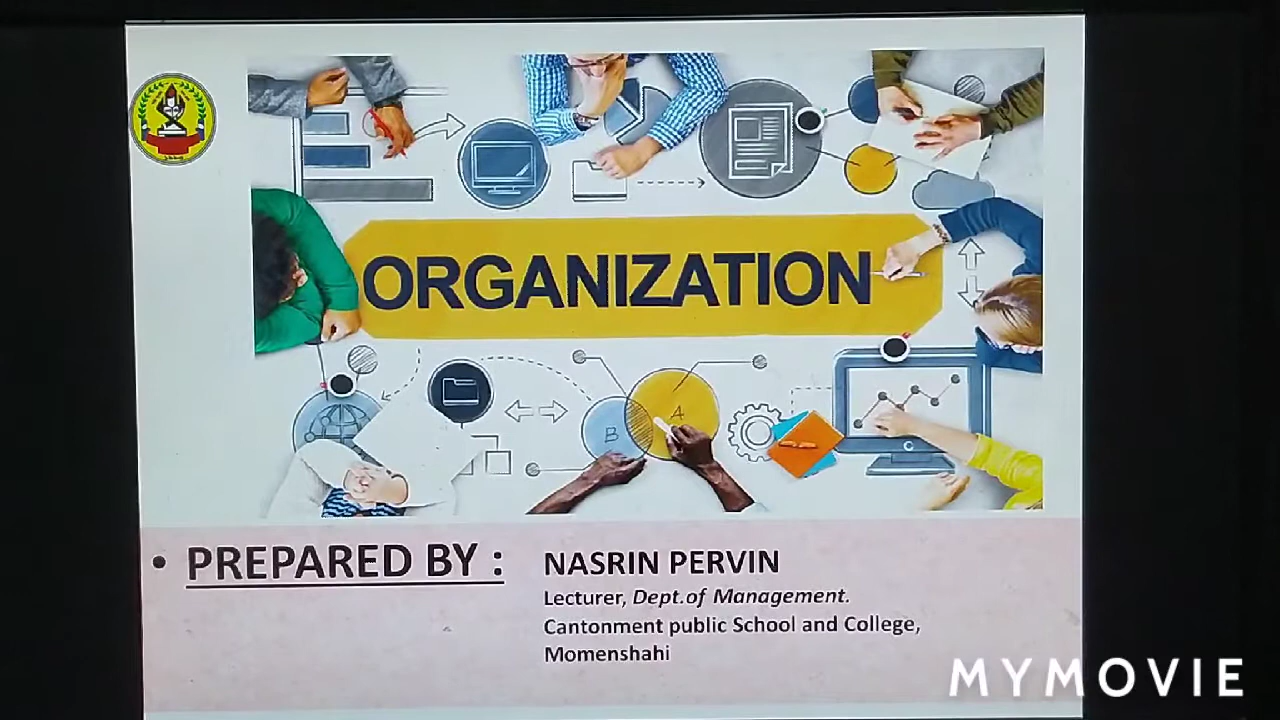 ORGANIZATION
B
A
• PREPARED BY :
NASRIN PERVIN
Lecturer, Dept.of Management.
Cantonment public School and College,
Momenshahi
MYMOVIE